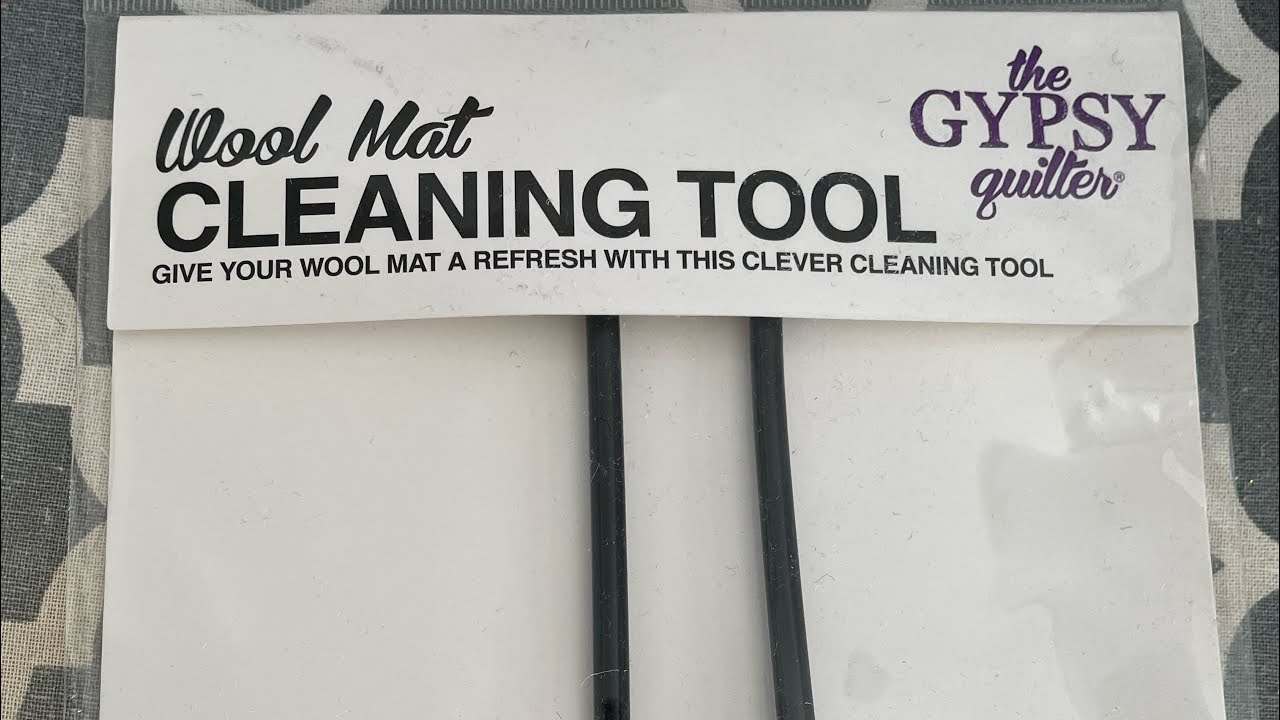 Wool Mat
CLEANING TOOL
GIVE YOUR WOOL MAT A REFRESH WITH THIS CLEVER CLEANING TOOL
the
GYPSY
quilter®